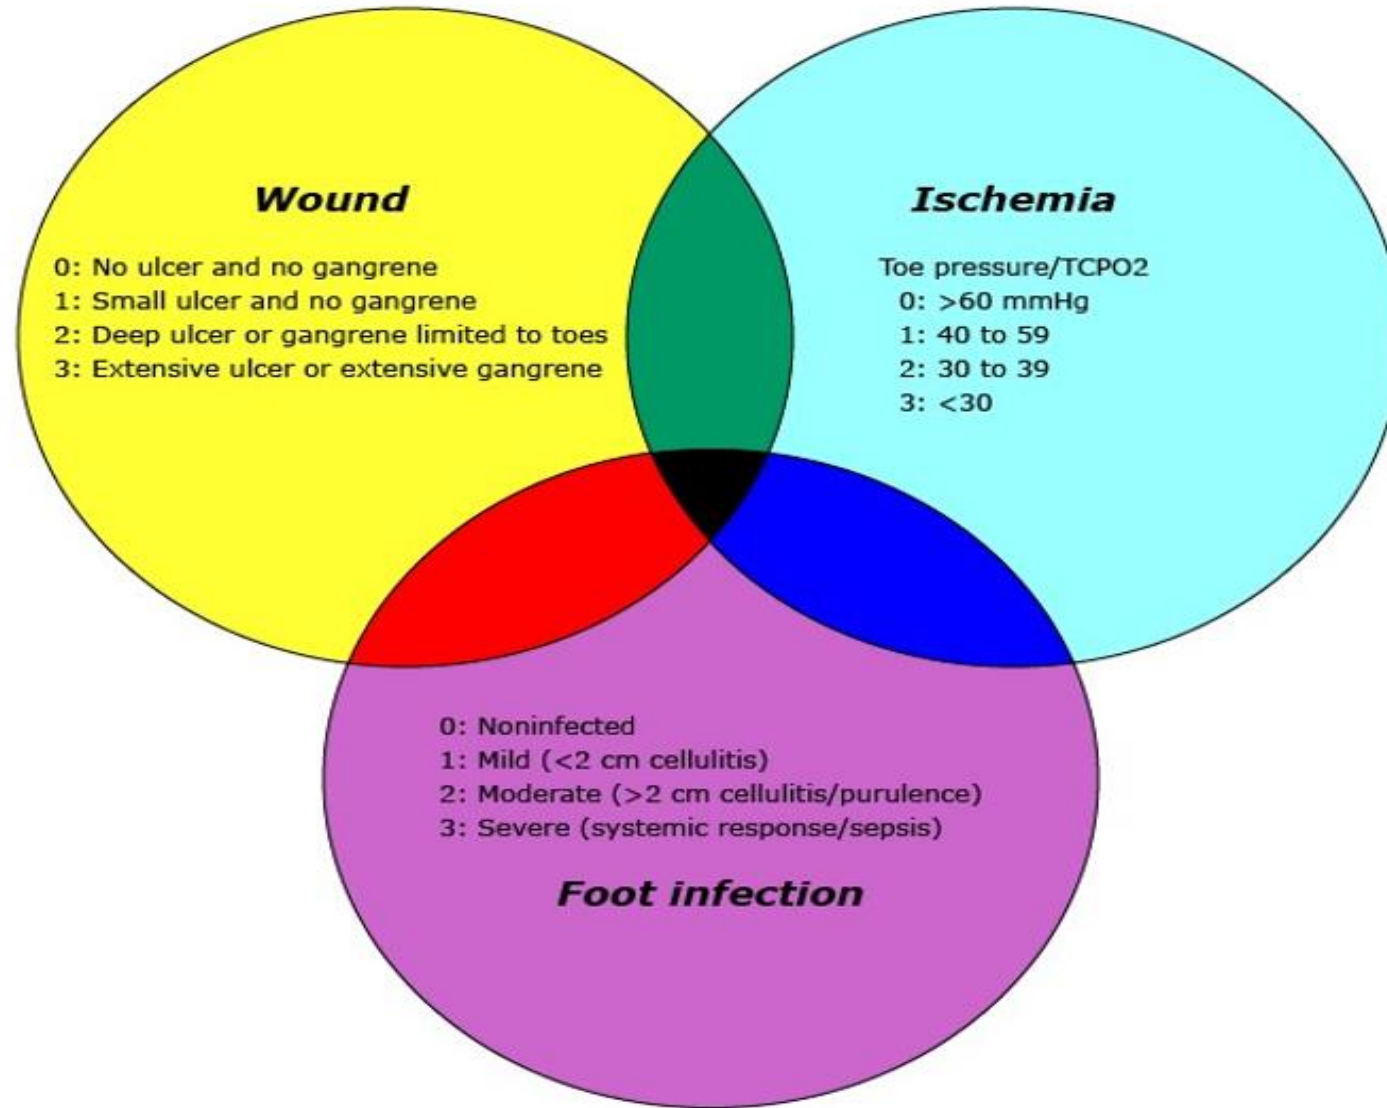 Wound
0: No ulcer and no gangrene
1: Small ulcer and no gangrene
2: Deep ulcer or gangrene limited to toes
3: Extensive ulcer or extensive gangrene
Ischemia
Toe pressure/TCPO2
0: >60 mmHg
1: 40 to 59
2: 30 to 39
3: <30
0: Noninfected
1: Mild (<2 cm cellulitis)
2: Moderate (>2 cm cellulitis/purulence)
3: Severe (systemic response/sepsis)
Foot infection